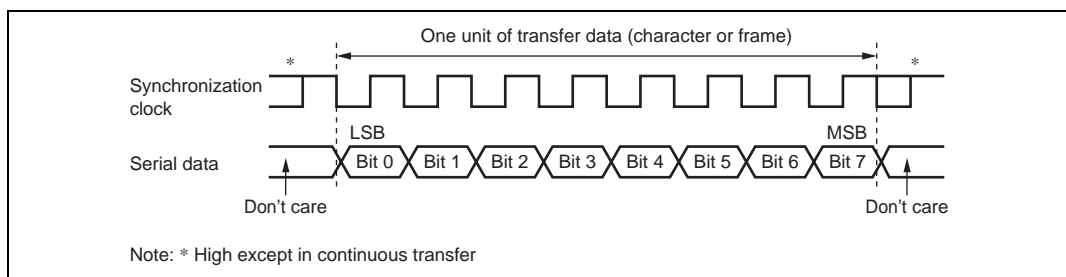 One unit of transfer data (character or frame)
*
*
Synchronization
clock
LSB
MSB
Serial data
Bit 0 Bit 1 Bit 2 Bit 3 Bit 4 Bit 5 Bit 6 Bit 7
Don’t care
Don’t care
Note: * High except in continuous transfer